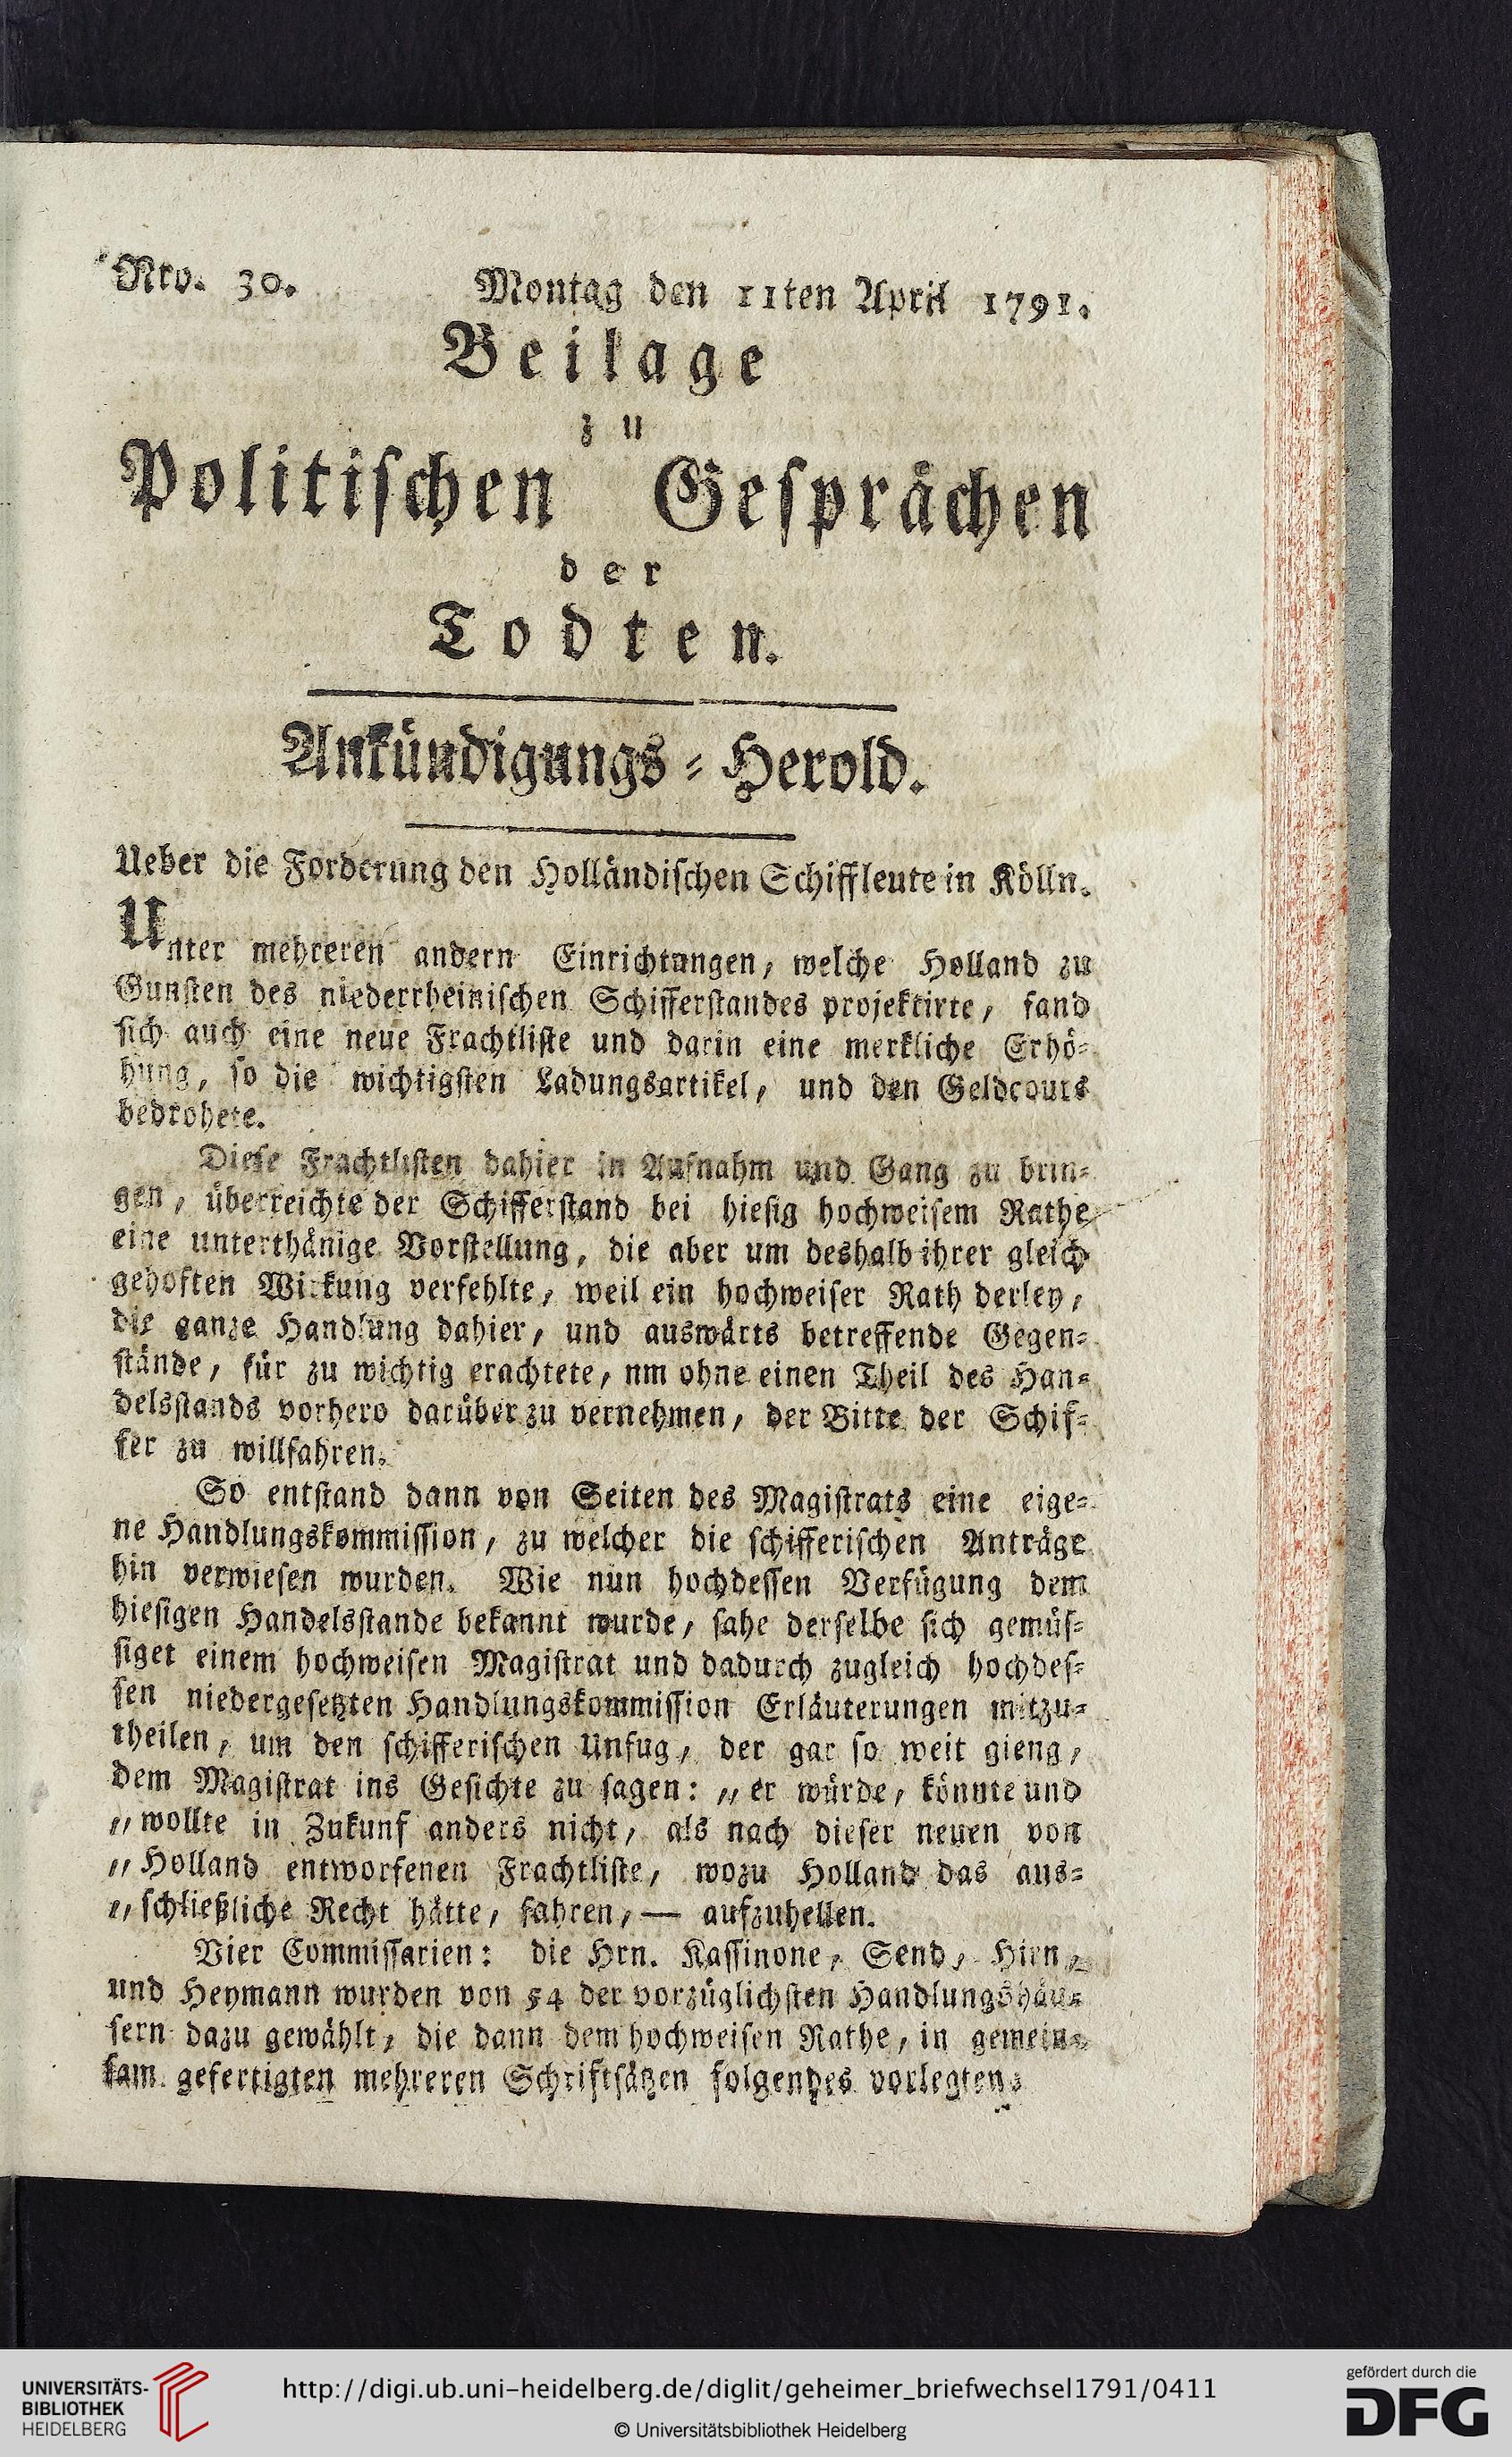 Nro. 30.
Montag den 11ten April 1791.
Beilage
zu
Politischen Gesprächen
der
Todten.
Ankündigungs-Herold.
Ueber die Forderung den Holländischen Schiffleute in Kölln.
Unter mehreren andern Einrichtungen, welche Holland zu
Gunsten des niederrheinischen Schifferstandes projektirte, fand
sich auch eine neue Frachtliste und darin eine merkliche Erhö-
hung, so die wichtigsten Ladungsartikel, und den Geldcours
bedrohete.
Diese Frachtlisten dahier in Aufnahm und Gang zu brin-
gen, überreichte der Schifferstand bei hiesig hochweisem Rathe
eine unterthänige Vorstellung, die aber um deshalb ihrer gleich
gehoften Wirkung verfehlte, weil ein hochweiser Rath derley,
die ganze Handlung dahier, und auswärts betreffende Gegen-
stände, für zu wichtig erachtete, nm ohne einen Theil des Han-
delsstands vorhero darüber zu vernehmen, der Bitte der Schif-
fer zu willfahren.
So entstand dann von Seiten des Magistrats eine eige-
ne Handlungskommission, zu welcher die schifferischen Anträge
hin verwiesen wurden. Wie nun hochdessen Verfügung dem
hiesigen Handelsstande bekannt wurde, sahe derselbe sich gemüs-
siget einem hochweisen Magistrat und dadurch zugleich hochdes-
sen niedergesetzten Handlungskommission Erläuterungen mitzu-
theilen, um den schifferischen Unfug, der gar so weit gieng,
dem Magistrat ins Gesichte zu sagen: „er würde, könnte und
„wollte in Zukunf anders nicht, als nach dieser neuen von
„Holland entworfenen Frachtliste, wozu Holland das aus-
„schließliche Recht hätte, fahren,— aufzuhellen.
Vier Commissarien: die Hrn. Kassinone, Send, Hirn,
und Heymann wurden von 54 der vorzüglichsten Handlungshäu-
sern dazu gewählt, die dann dem hochweisen Rathe, in gemein-
sam gefertigten mehreren Schriftsätzen folgendes vorlegten.
UNIVERSITÄTS-
BIBLIOTHEK
HEIDELBERG
http://digi.ub.uni-heidelberg.de/diglit/geheimer_briefwechsel1791/0411
© Universitätsbibliothek Heidelberg
gefördert durch die
DFG